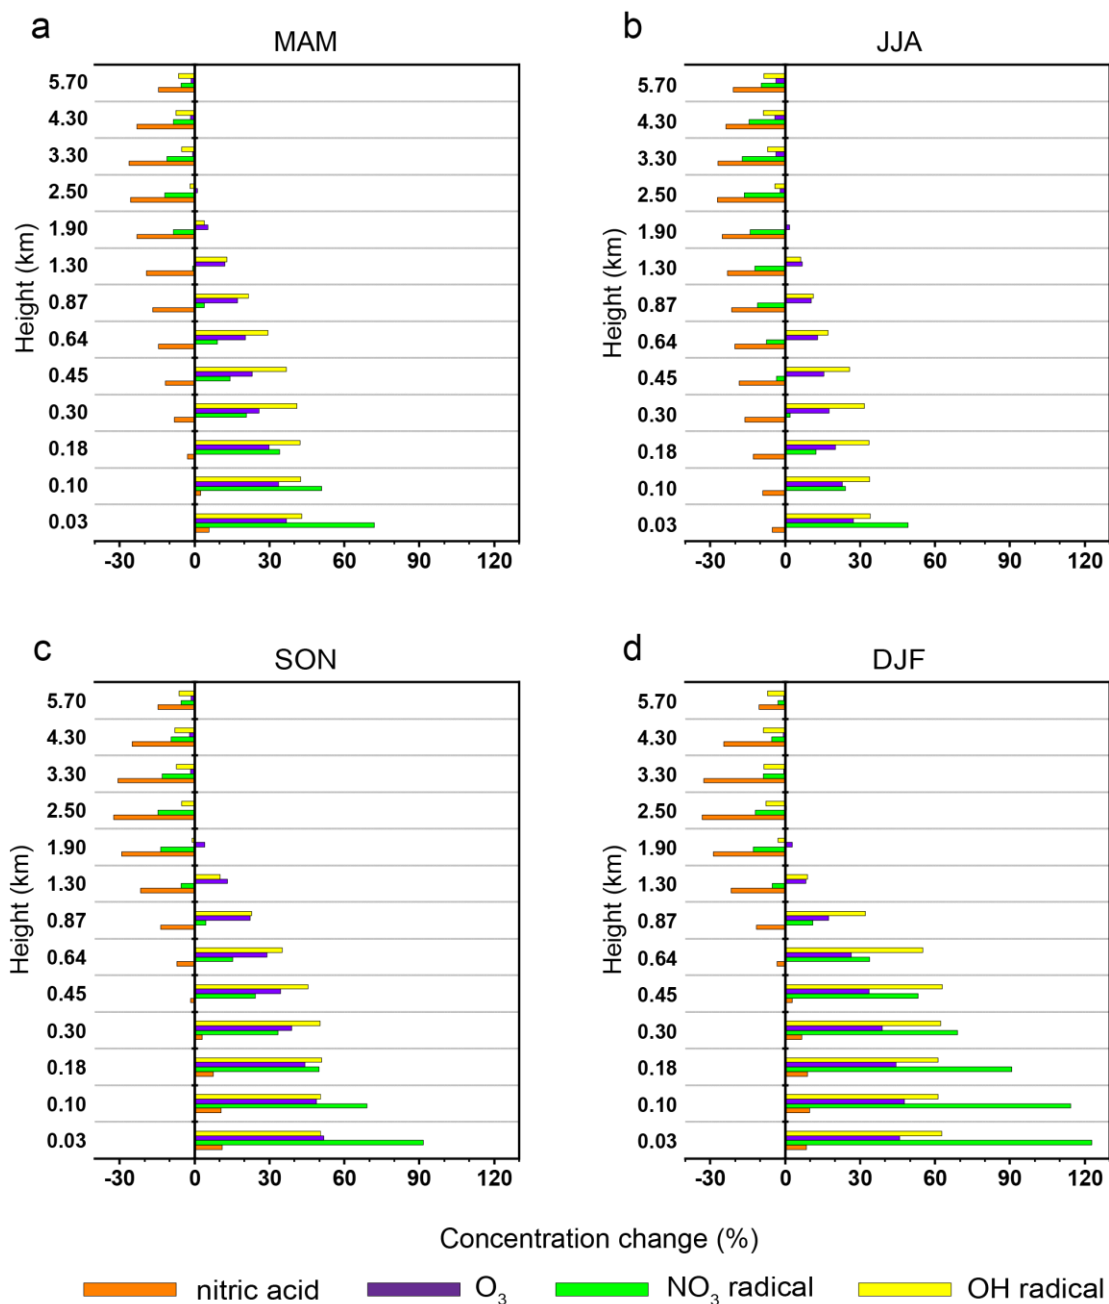 a
MAM
Height (km)
5.70
4.30
3.30
2.50
1.90
1.30
0.87
0.64
0.45
0.30
0.18
0.10
0.03
-30 0 30 60 90 120
b
JJA
Height (km)
5.70
4.30
3.30
2.50
1.90
1.30
0.87
0.64
0.45
0.30
0.18
0.10
0.03
-30 0 30 60 90 120
c
SON
Height (km)
5.70
4.30
3.30
2.50
1.90
1.30
0.87
0.64
0.45
0.30
0.18
0.10
0.03
-30 0 30 60 90 120
d
DJF
Height (km)
5.70
4.30
3.30
2.50
1.90
1.30
0.87
0.64
0.45
0.30
0.18
0.10
0.03
-30 0 30 60 90 120
Concentration change (%)
nitric acid O₃ NO₃ radical OH radical